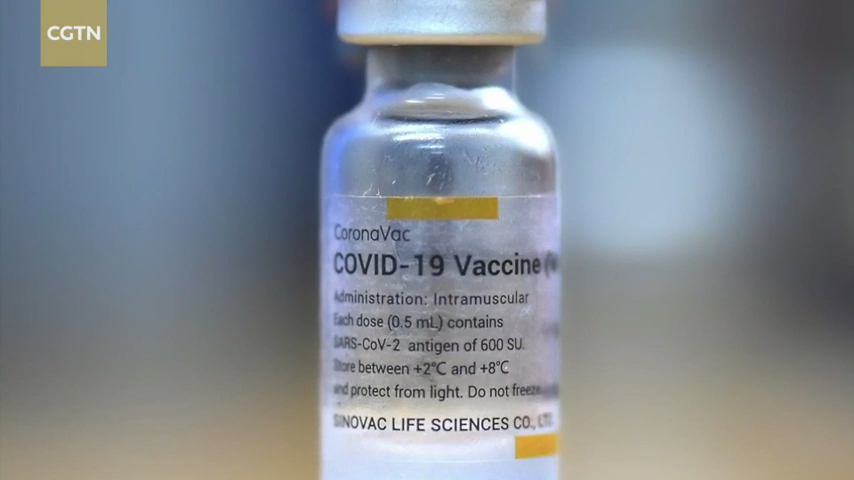 CGTN
CoronaVac
COVID-19 Vaccine (
Administration: Intramuscular
Each dose (0.5 mL) contains
SARS-CoV-2 antigen of 600 SU.
Store between +2℃ and +8℃
and protect from light. Do not freeze.
SINOVAC LIFE SCIENCES CO., LTD.